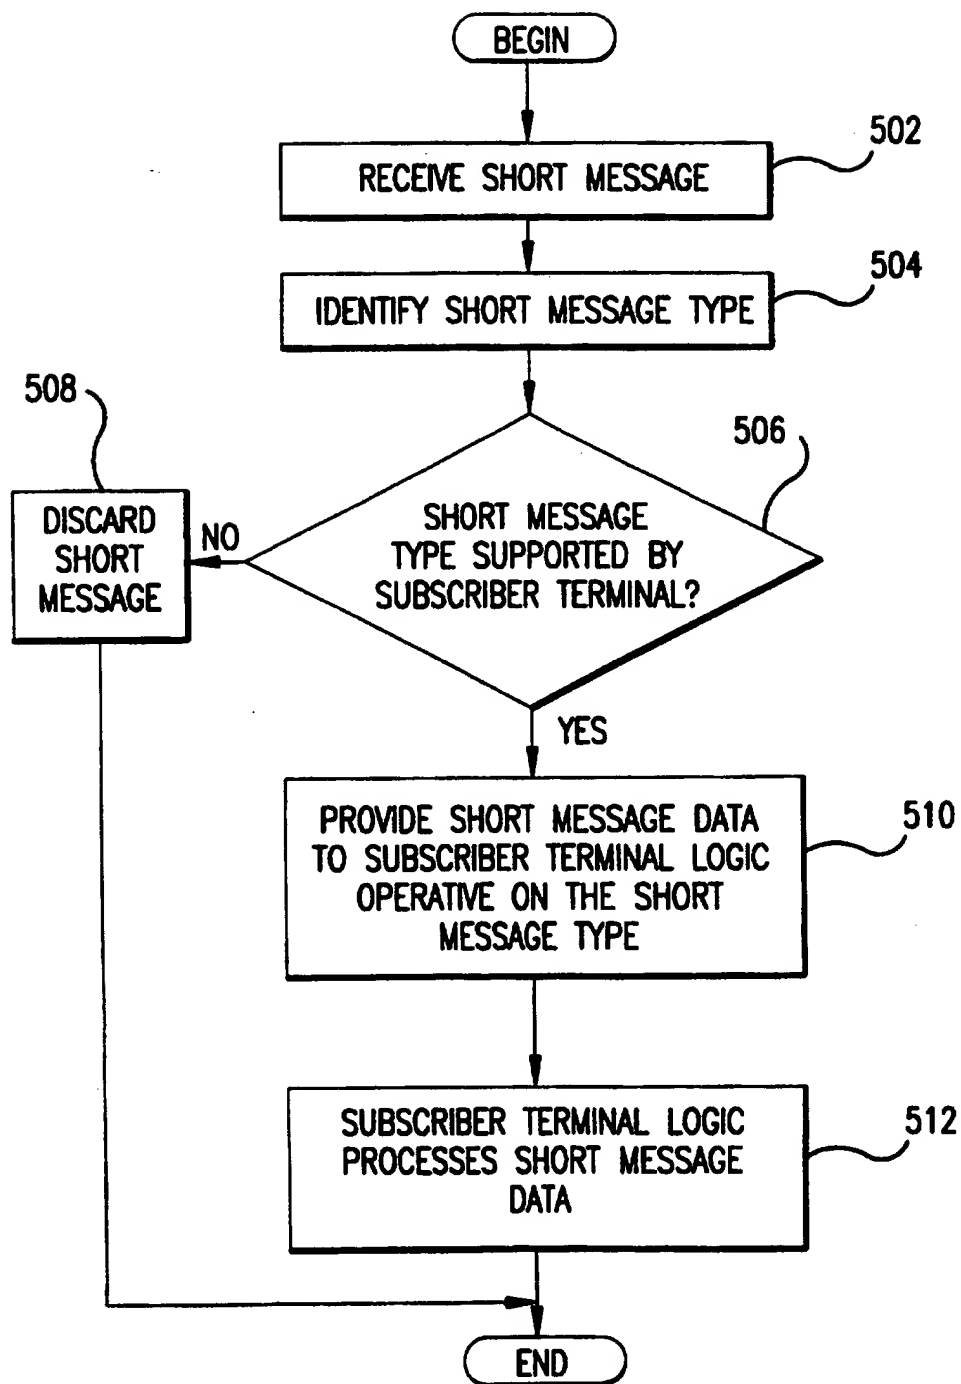 BEGIN
502
RECEIVE SHORT MESSAGE
504
IDENTIFY SHORT MESSAGE TYPE
508
506
DISCARD
SHORT
MESSAGE
NO
SHORT MESSAGE
TYPE SUPPORTED BY
SUBSCRIBER TERMINAL?
YES
510
PROVIDE SHORT MESSAGE DATA
TO SUBSCRIBER TERMINAL LOGIC
OPERATIVE ON THE SHORT
MESSAGE TYPE
512
SUBSCRIBER TERMINAL LOGIC
PROCESSES SHORT MESSAGE
DATA
END